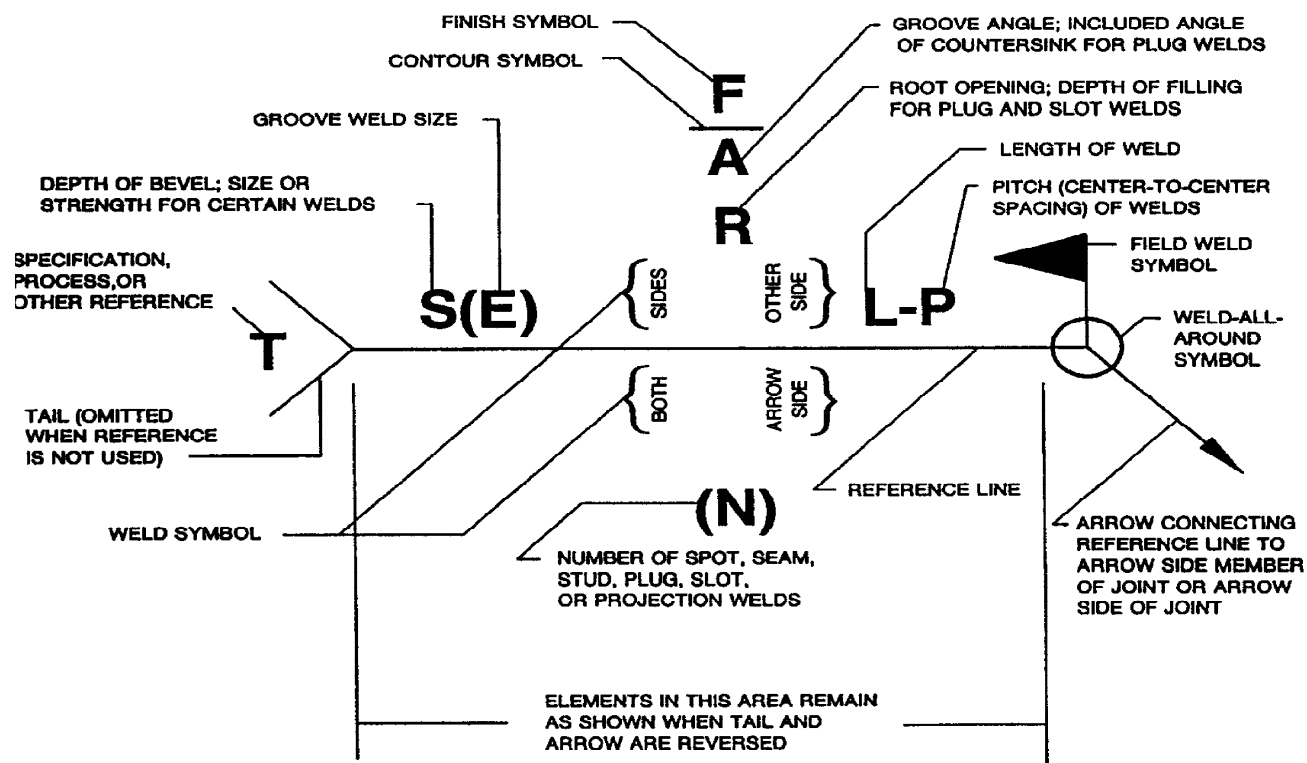 FINISH SYMBOL
CONTOUR SYMBOL
GROOVE WELD SIZE
DEPTH OF BEVEL; SIZE OR
STRENGTH FOR CERTAIN WELDS
SPECIFICATION,
PROCESS,OR
OTHER REFERENCE
T
TAIL (OMITTED
WHEN REFERENCE
IS NOT USED)
WELD SYMBOL
S(E)
F
A
R
SIDES
BOTH
OTHER
SIDE
ARROW
SIDE
(N)
NUMBER OF SPOT, SEAM,
STUD, PLUG, SLOT,
OR PROJECTION WELDS
GROOVE ANGLE; INCLUDED ANGLE
OF COUNTERSINK FOR PLUG WELDS
ROOT OPENING; DEPTH OF FILLING
FOR PLUG AND SLOT WELDS
LENGTH OF WELD
PITCH (CENTER-TO-CENTER
SPACING) OF WELDS
L-P
FIELD WELD
SYMBOL
WELD-ALL-
AROUND
SYMBOL
REFERENCE LINE
ARROW CONNECTING
REFERENCE LINE TO
ARROW SIDE MEMBER
OF JOINT OR ARROW
SIDE OF JOINT
ELEMENTS IN THIS AREA REMAIN
AS SHOWN WHEN TAIL AND
ARROW ARE REVERSED